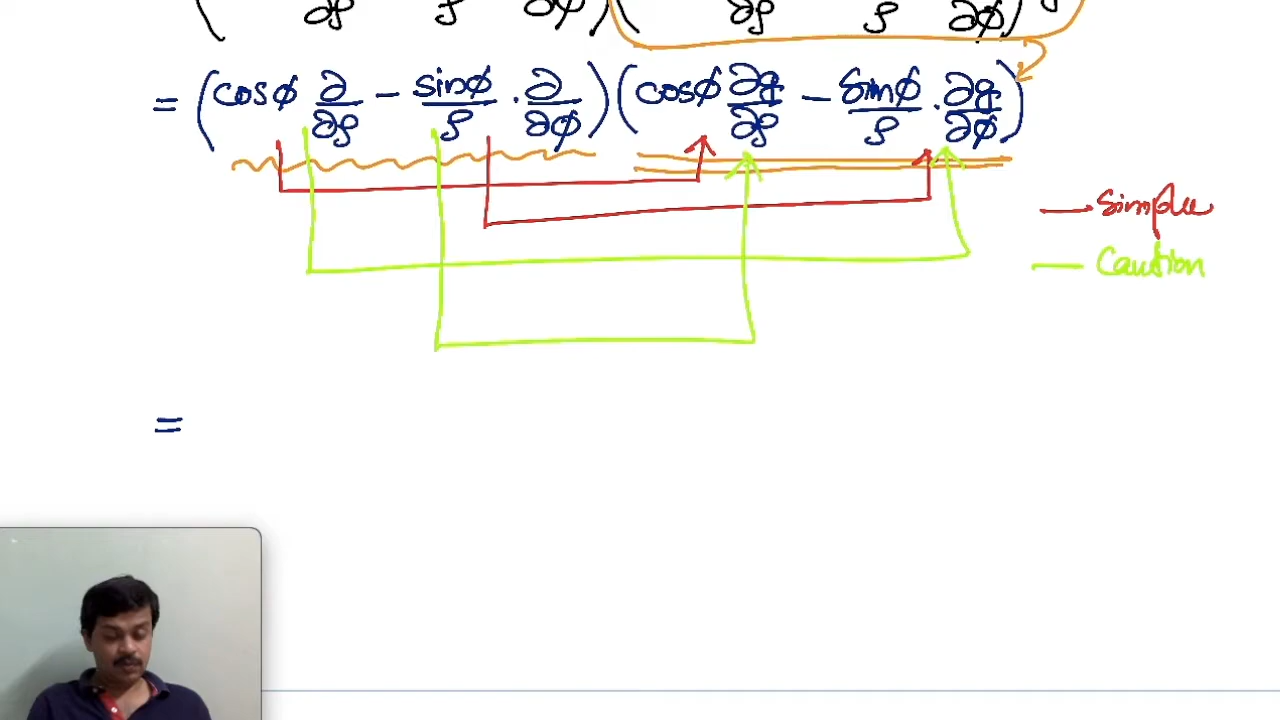 ∂ρ ρ ∂φ ∂ρ ρ ∂φ
= (cosφ ∂/∂ρ − sinφ/ρ · ∂/∂φ)(cosφ ∂g/∂ρ − sinφ/ρ · ∂g/∂φ)
— Simple
— Caution
=